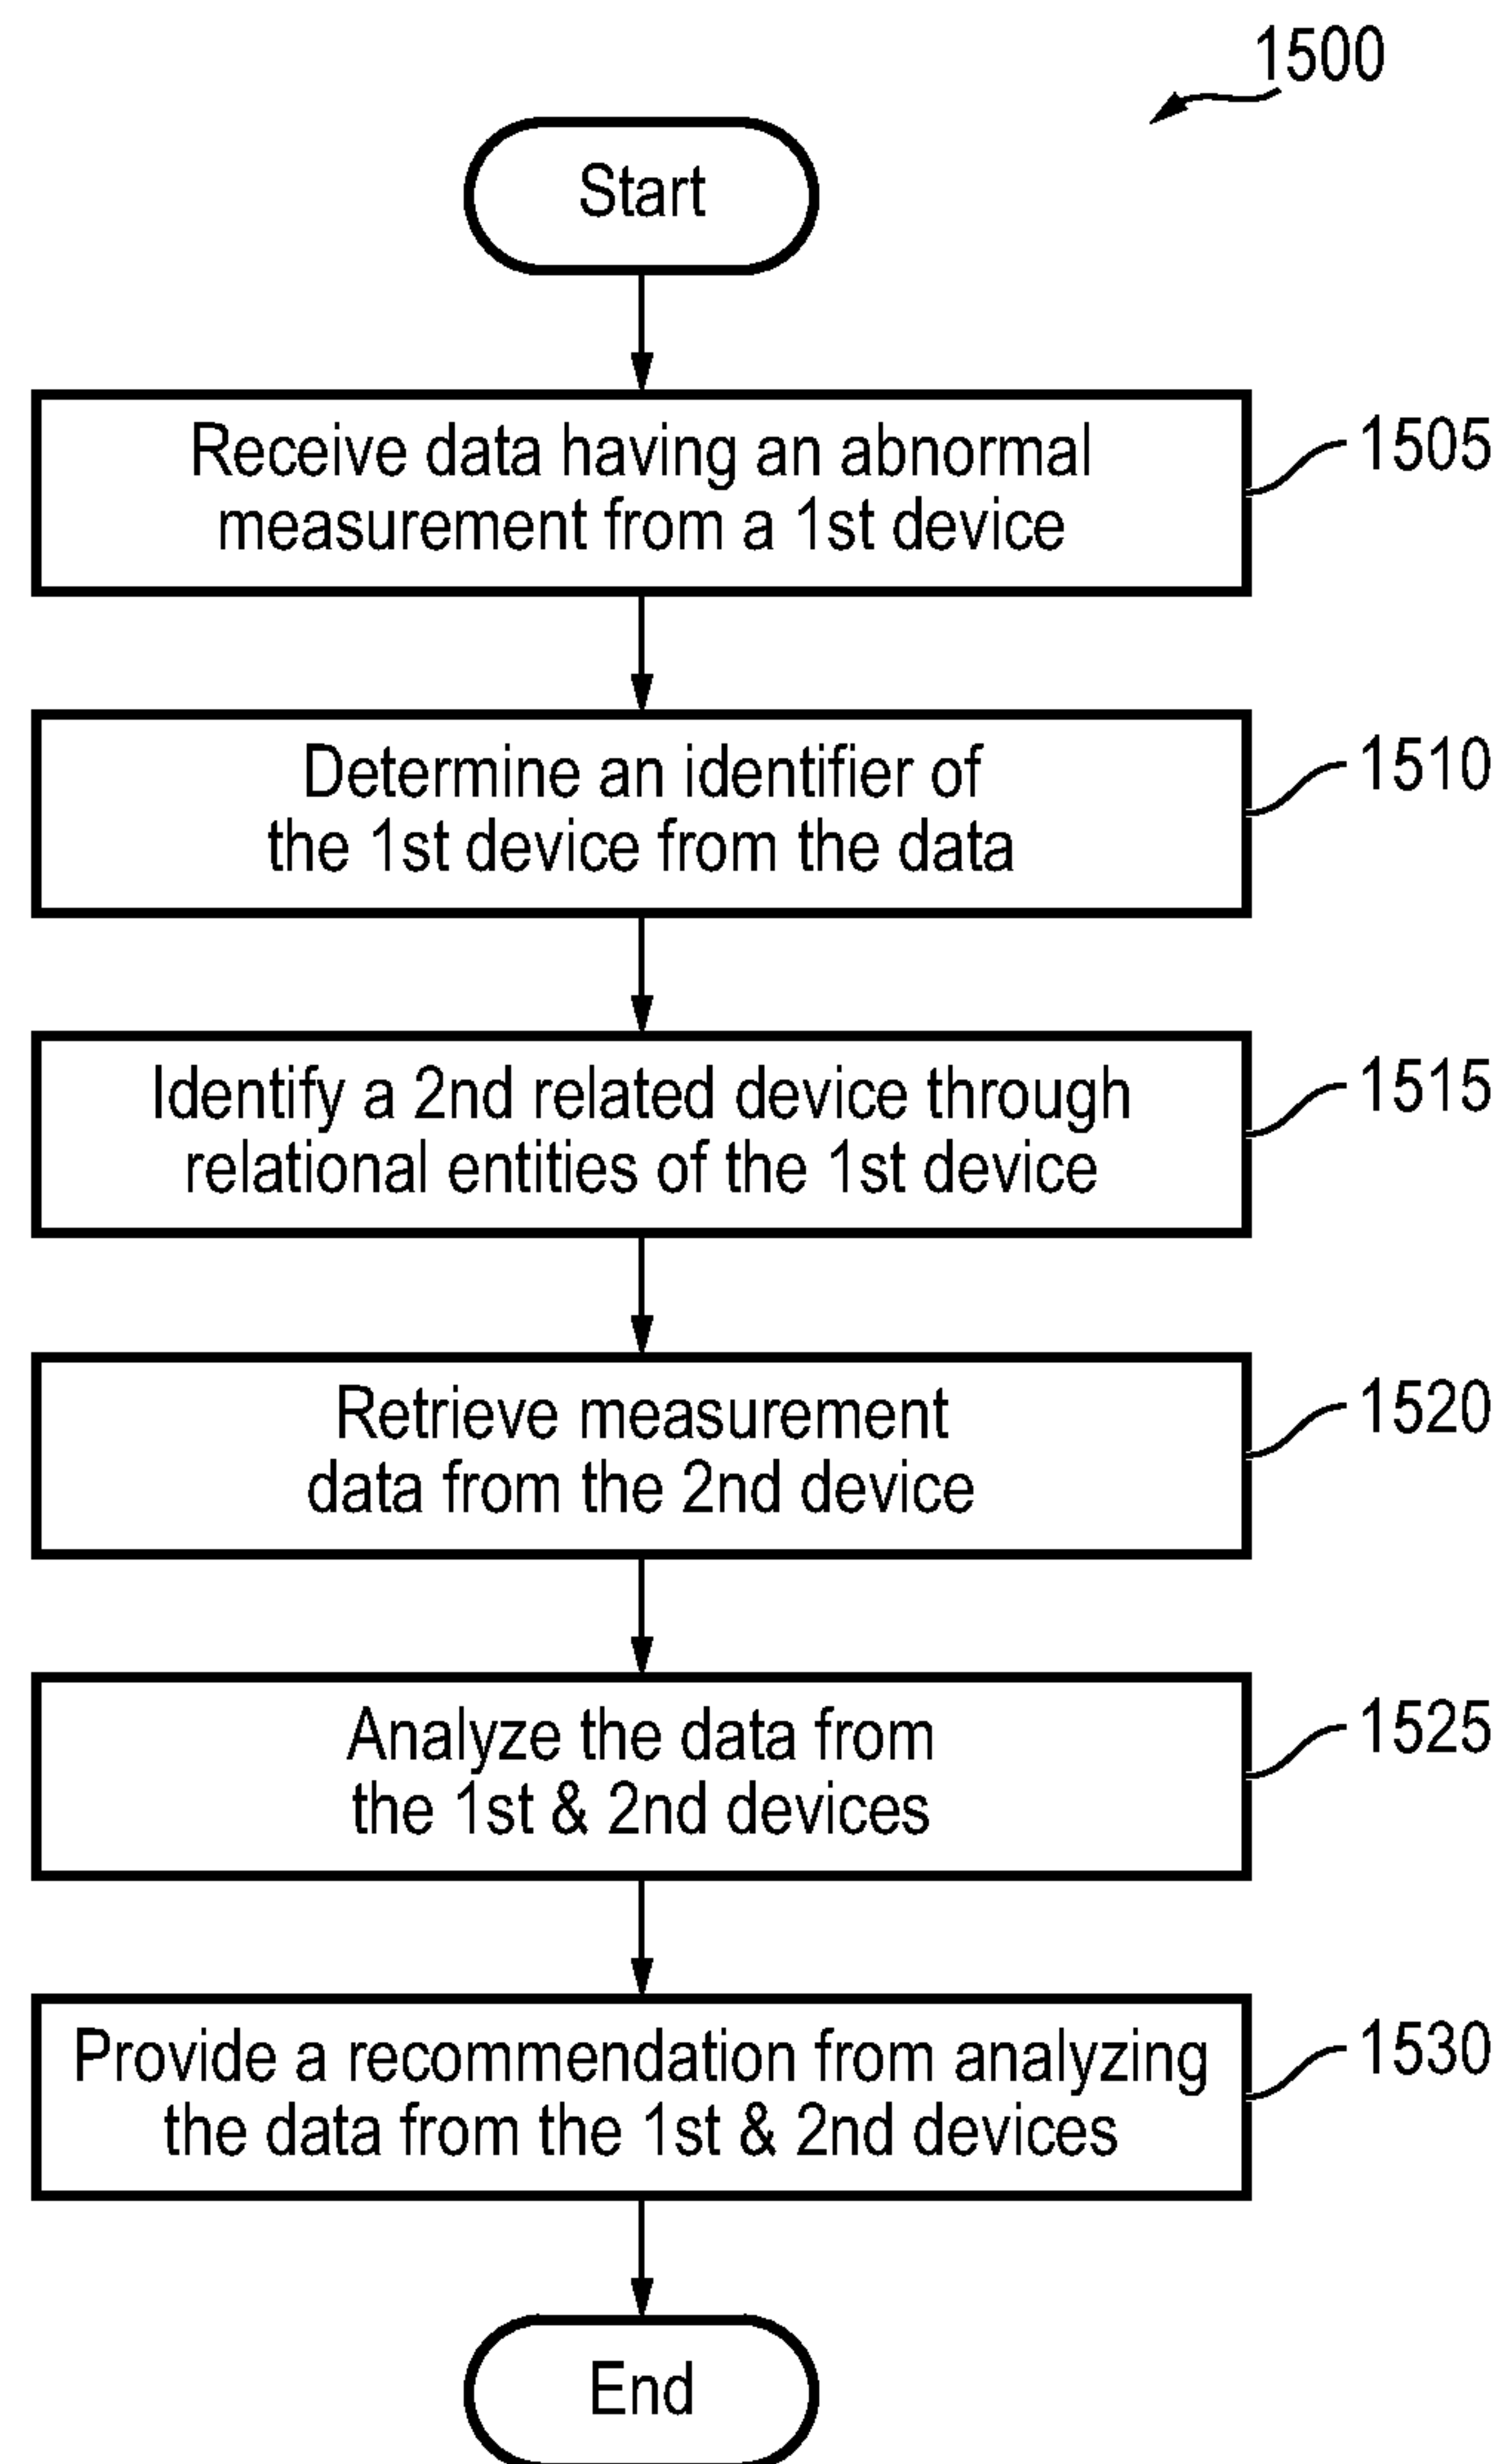 1500
Start
Receive data having an abnormal
measurement from a 1st device
1505
Determine an identifier of
the 1st device from the data
1510
Identify a 2nd related device through
relational entities of the 1st device
1515
Retrieve measurement
data from the 2nd device
1520
Analyze the data from
the 1st & 2nd devices
1525
Provide a recommendation from analyzing
the data from the 1st & 2nd devices
1530
End